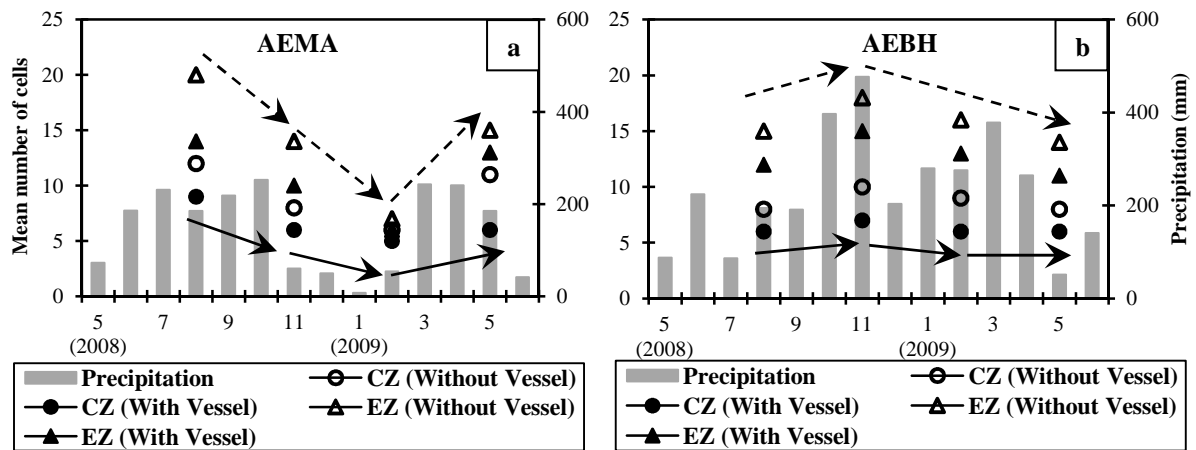 AEMA
a
Mean number of cells
25
20
15
10
5
0
600
400
200
0
5 7 9 11 1 3 5
(2008) (2009)
Precipitation
CZ (Without Vessel)
CZ (With Vessel)
EZ (Without Vessel)
EZ (With Vessel)
AEBH
b
25
20
15
10
5
0
600
400
200
0
Precipitation (mm)
5 7 9 11 1 3 5
(2008) (2009)
Precipitation
CZ (Without Vessel)
CZ (With Vessel)
EZ (Without Vessel)
EZ (With Vessel)